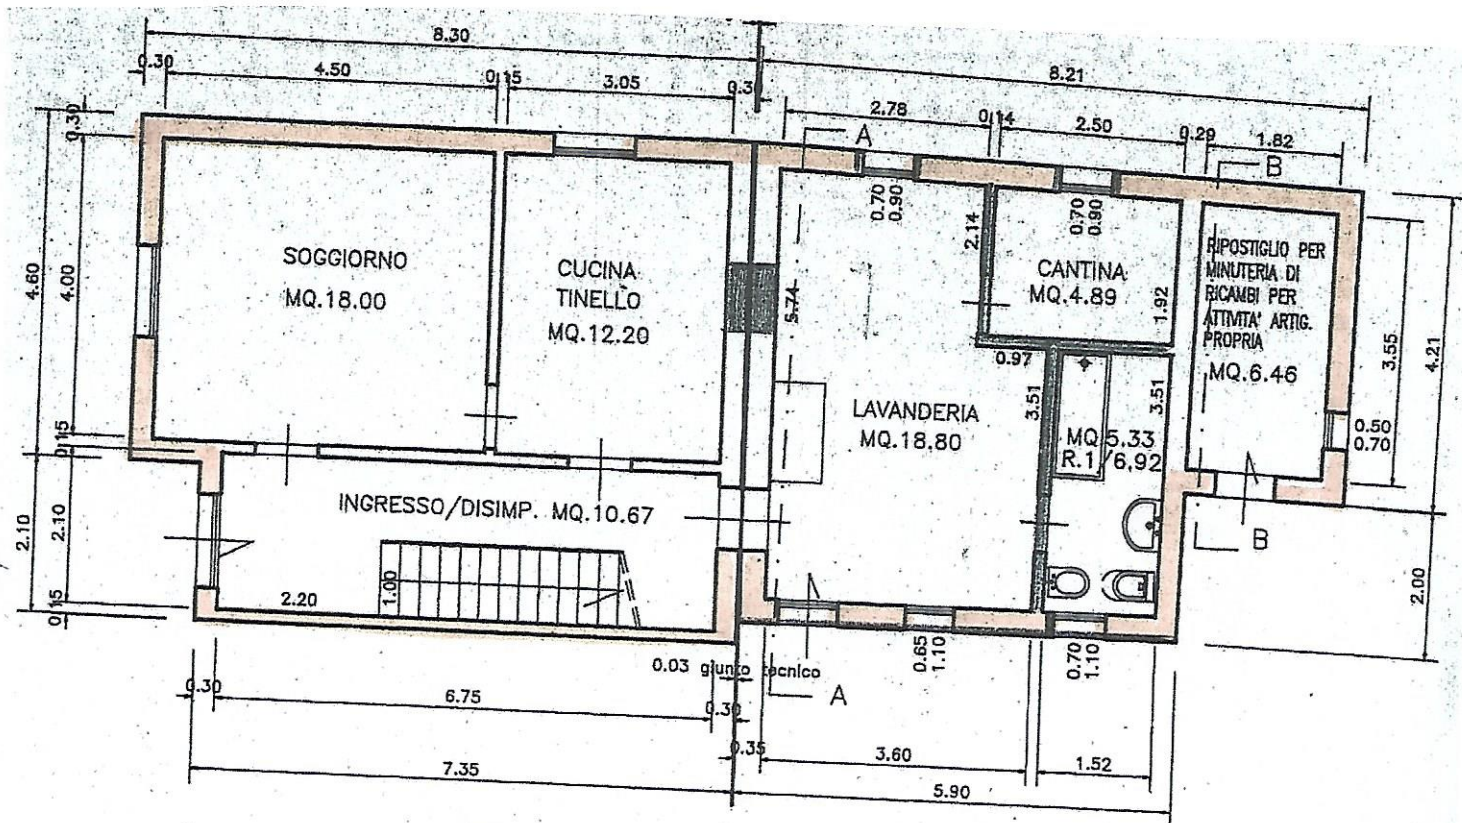 8.30
8.21
0.30
4.50
0.15
3.05
0.3
2.78
0.14
2.50
0.29
1.82
A
B
0.30
4.60
4.00
0.15
2.10
2.10
0.15
SOGGIORNO
MQ.18.00
CUCINA
TINELLO
MQ.12.20
5.74
0.70
0.90
2.14
0.70
0.90
CANTINA
MQ.4.89
1.92
0.97
RIPOSTIGLIO PER
MINUTERIA DI
RICAMBI PER
ATTIVITA' ARTIG.
PROPRIA
MQ.6.46
3.55
4.21
0.50
0.70
LAVANDERIA
MQ.18.80
3.51
3.51
MQ 5.33
R.1/6,92
INGRESSO/DISIMP. MQ.10.67
2.20
1.00
B
2.00
0.65
1.10
0.70
1.10
0.03 giunto tecnico
A
0.30
6.75
0.30
0.35
3.60
1.52
7.35
5.90